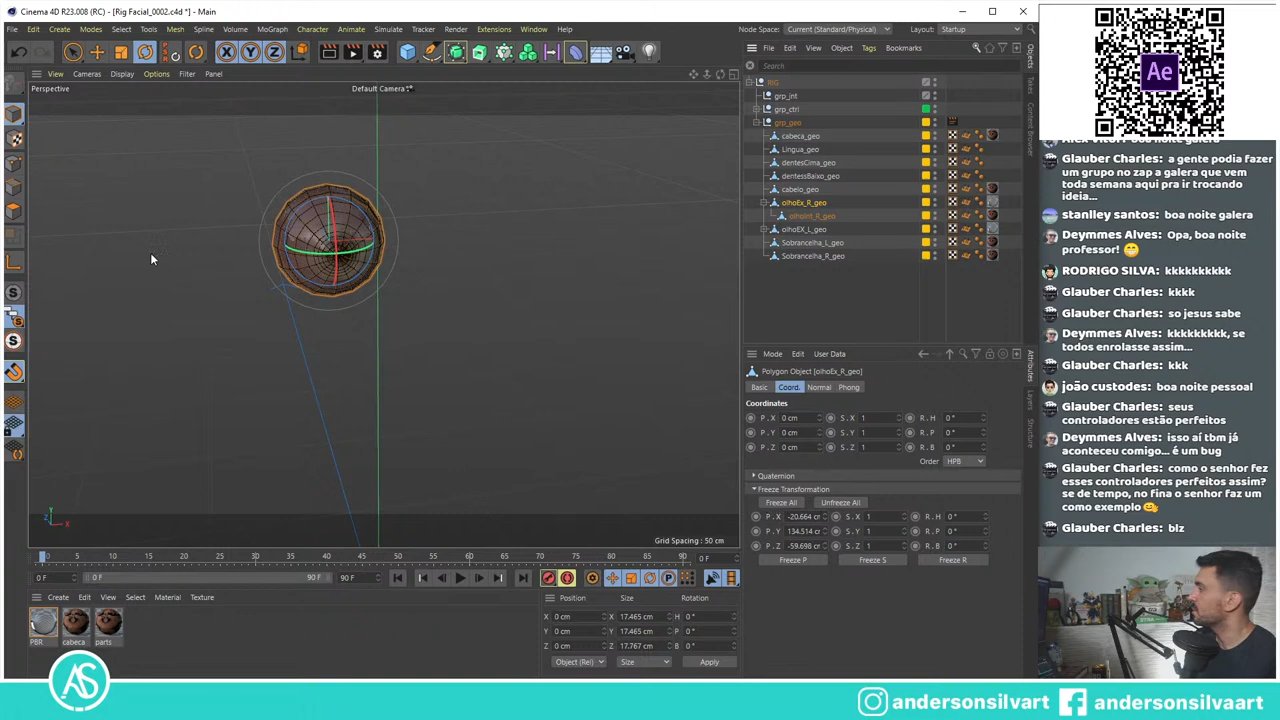 Cinema 4D R23.008 (RC) - [Rig Facial_0002.c4d *] - Main
File Edit Create Modes Select Tools Mesh Spline Volume MoGraph Character Animate Simulate Tracker Render Extensions Window Help
Node Space: Current (Standard/Physical) Layout: Startup
View Cameras Display Options Filter Panel
Perspective
Default Camera
Grid Spacing : 50 cm
File Edit View Object Tags Bookmarks
Search
RIG
grp_jnt
grp_ctrl
grp_geo
cabeca_geo
Lingua_geo
dentesCima_geo
dentessBaixo_geo
cabelo_geo
olhoEx_R_geo
olhoInt_R_geo
olhoEX_L_geo
Sobrancelha_L_geo
Sobrancelha_R_geo
Objects
Takes
Content Browser
Mode Edit User Data
Polygon Object [olhoEx_R_geo]
Basic Coord. Normal Phong
Coordinates
P . X 0 cm S . X 1 R . H 0 °
P . Y 0 cm S . Y 1 R . P 0 °
P . Z 0 cm S . Z 1 R . B 0 °
Order HPB
Quaternion
Freeze Transformation
Freeze All Unfreeze All
P . X -20.664 cm S . X 1 R . H 0 °
P . Y 134.514 cm S . Y 1 R . P 0 °
P . Z -59.698 cm S . Z 1 R . B 0 °
Freeze P Freeze S Freeze R
Attributes
Layers
Structure
0 5 10 15 20 25 30 35 40 45 50 55 60 65 70 75 80 85 90 0 F
0 F 0 F 90 F 90 F
Create Edit View Select Material Texture
PBR cabeca parts
Position Size Rotation
X 0 cm X 17.465 cm H 0 °
Y 0 cm Y 17.465 cm P 0 °
Z 0 cm Z 17.767 cm B 0 °
Object (Rel) Size Apply
Ae
Glauber Charles: a gente podia fazer
um grupo no zap a galera que vem
toda semana aqui pra ir trocando
ideia...
stanlley santos: boa noite galera
Deymmes Alves: Opa, boa noite
professor! 😁
RODRIGO SILVA: kkkkkkkkkk
Glauber Charles: kkkk
Glauber Charles: so jesus sabe
Deymmes Alves: kkkkkkkkk, se
todos enrolasse assim...
Glauber Charles: kkk
joão custodes: boa noite pessoal
Glauber Charles: seus
controladores estão perfeitos
Deymmes Alves: isso aí tbm já
aconteceu comigo... é um bug
Glauber Charles: como o senhor fez
esses controladores perfeitos assim?
se de tempo, no fina o senhor faz um
como exemplo 😋
Glauber Charles: blz
AS
andersonsilvart andersonsilvaart